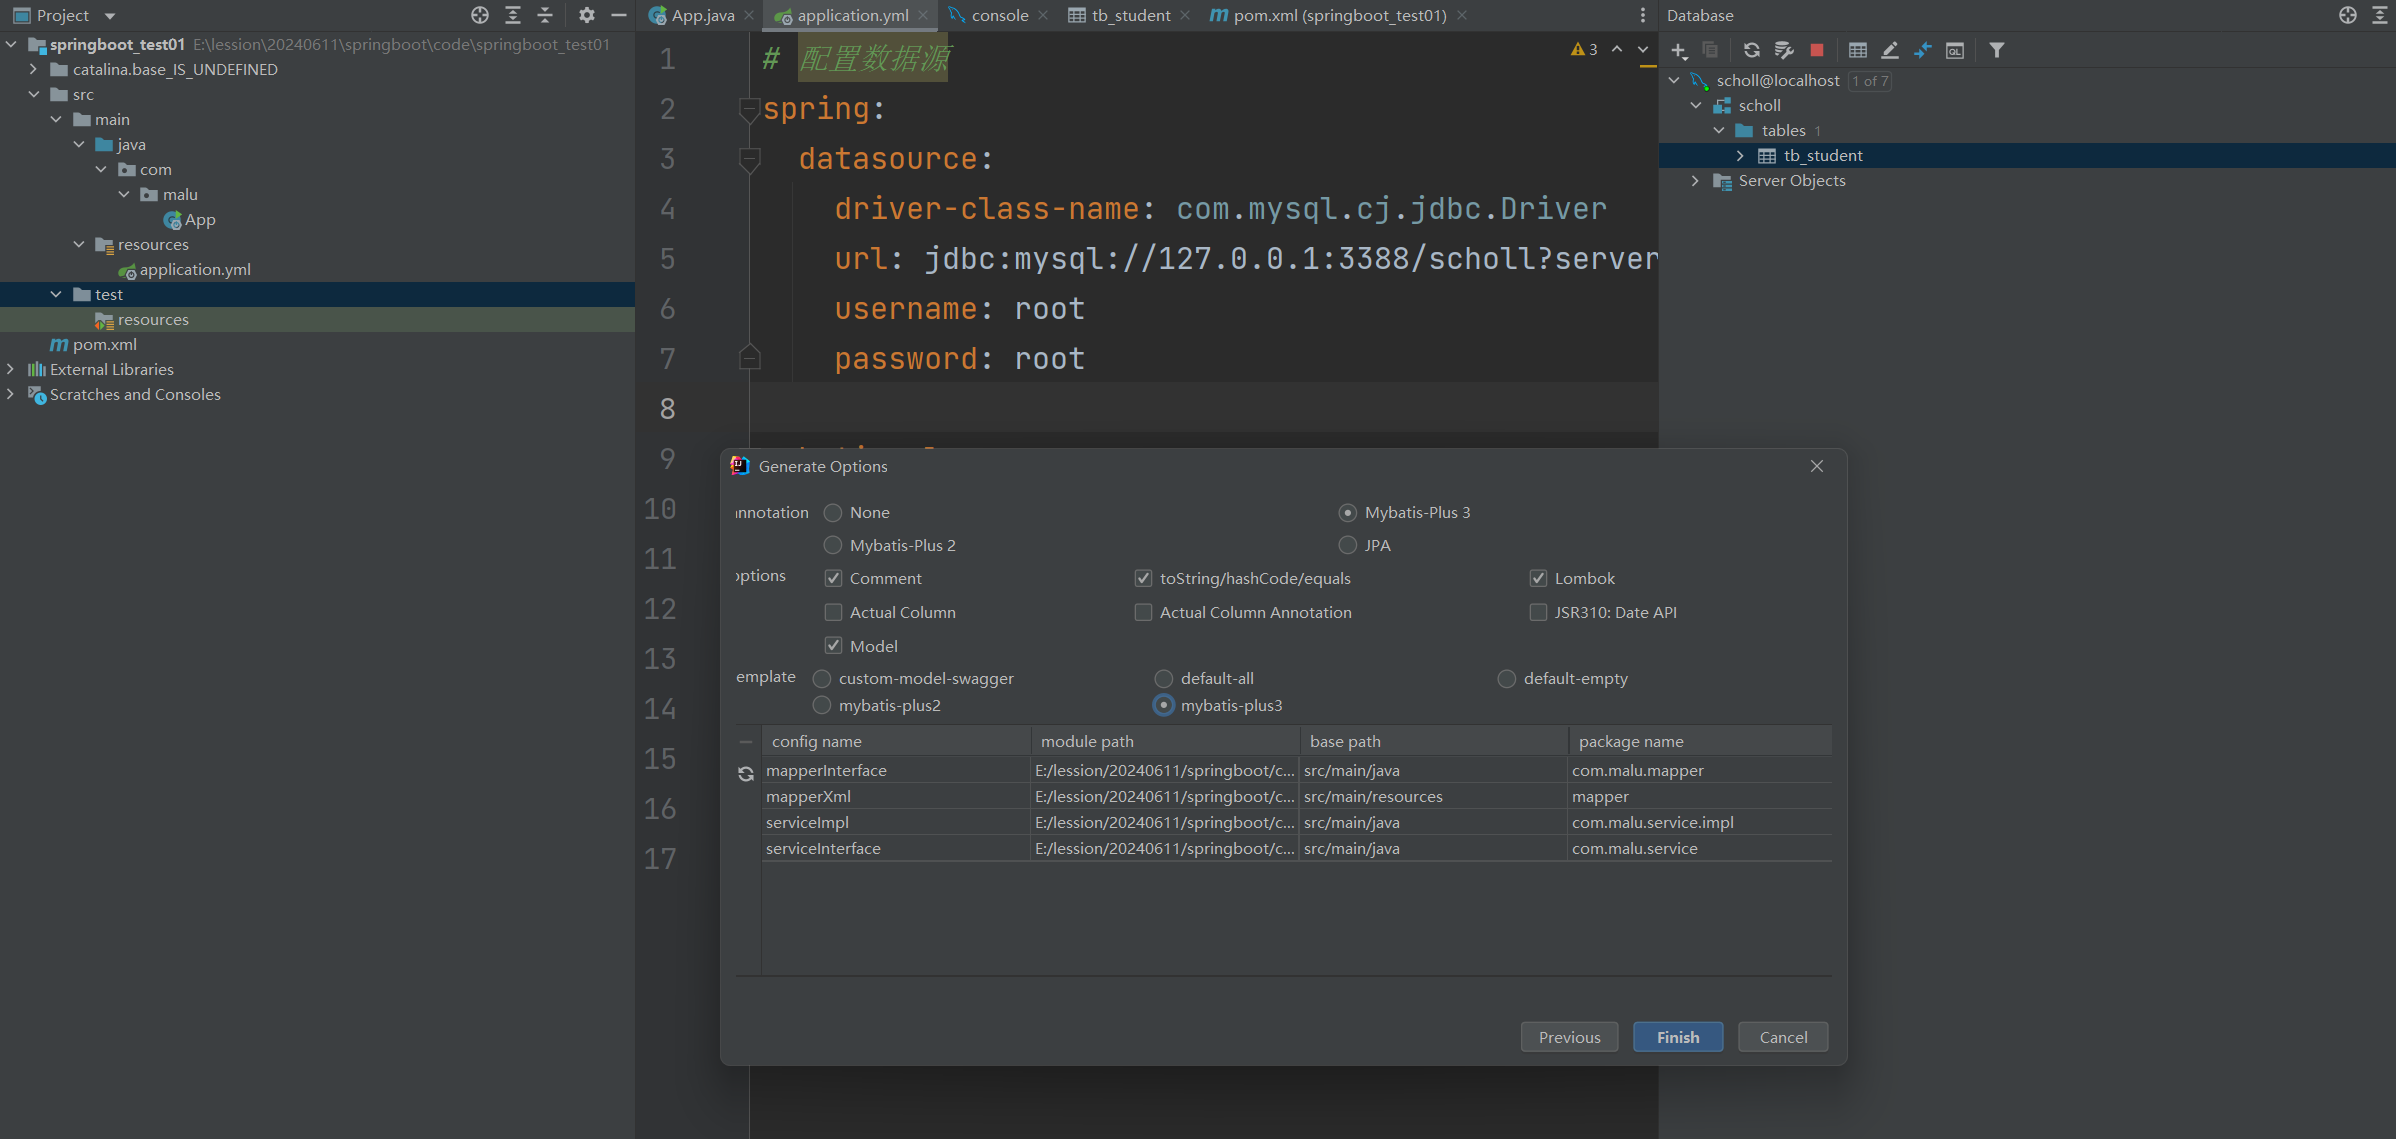 Project
springboot_test01 E:\lession\20240611\springboot\code\springboot_test01
catalina.base_IS_UNDEFINED
src
main
java
com
malu
App
resources
application.yml
test
resources
pom.xml
External Libraries
Scratches and Consoles
App.java
application.yml
console
tb_student
pom.xml (springboot_test01)
3
1 # 配置数据源
2 spring:
3 datasource:
4 driver-class-name: com.mysql.cj.jdbc.Driver
5 url: jdbc:mysql://127.0.0.1:3388/scholl?server
6 username: root
7 password: root
8
9
10
11
12
13
14
15
16
17
Database
scholl@localhost 1 of 7
scholl
tables 1
tb_student
Server Objects
Generate Options
nnotation None Mybatis-Plus 3
Mybatis-Plus 2 JPA
options Comment toString/hashCode/equals Lombok
Actual Column Actual Column Annotation JSR310: Date API
Model
emplate custom-model-swagger default-all default-empty
mybatis-plus2 mybatis-plus3
config name module path base path package name
mapperInterface E:/lession/20240611/springboot/c... src/main/java com.malu.mapper
mapperXml E:/lession/20240611/springboot/c... src/main/resources mapper
serviceImpl E:/lession/20240611/springboot/c... src/main/java com.malu.service.impl
serviceInterface E:/lession/20240611/springboot/c... src/main/java com.malu.service
Previous Finish Cancel